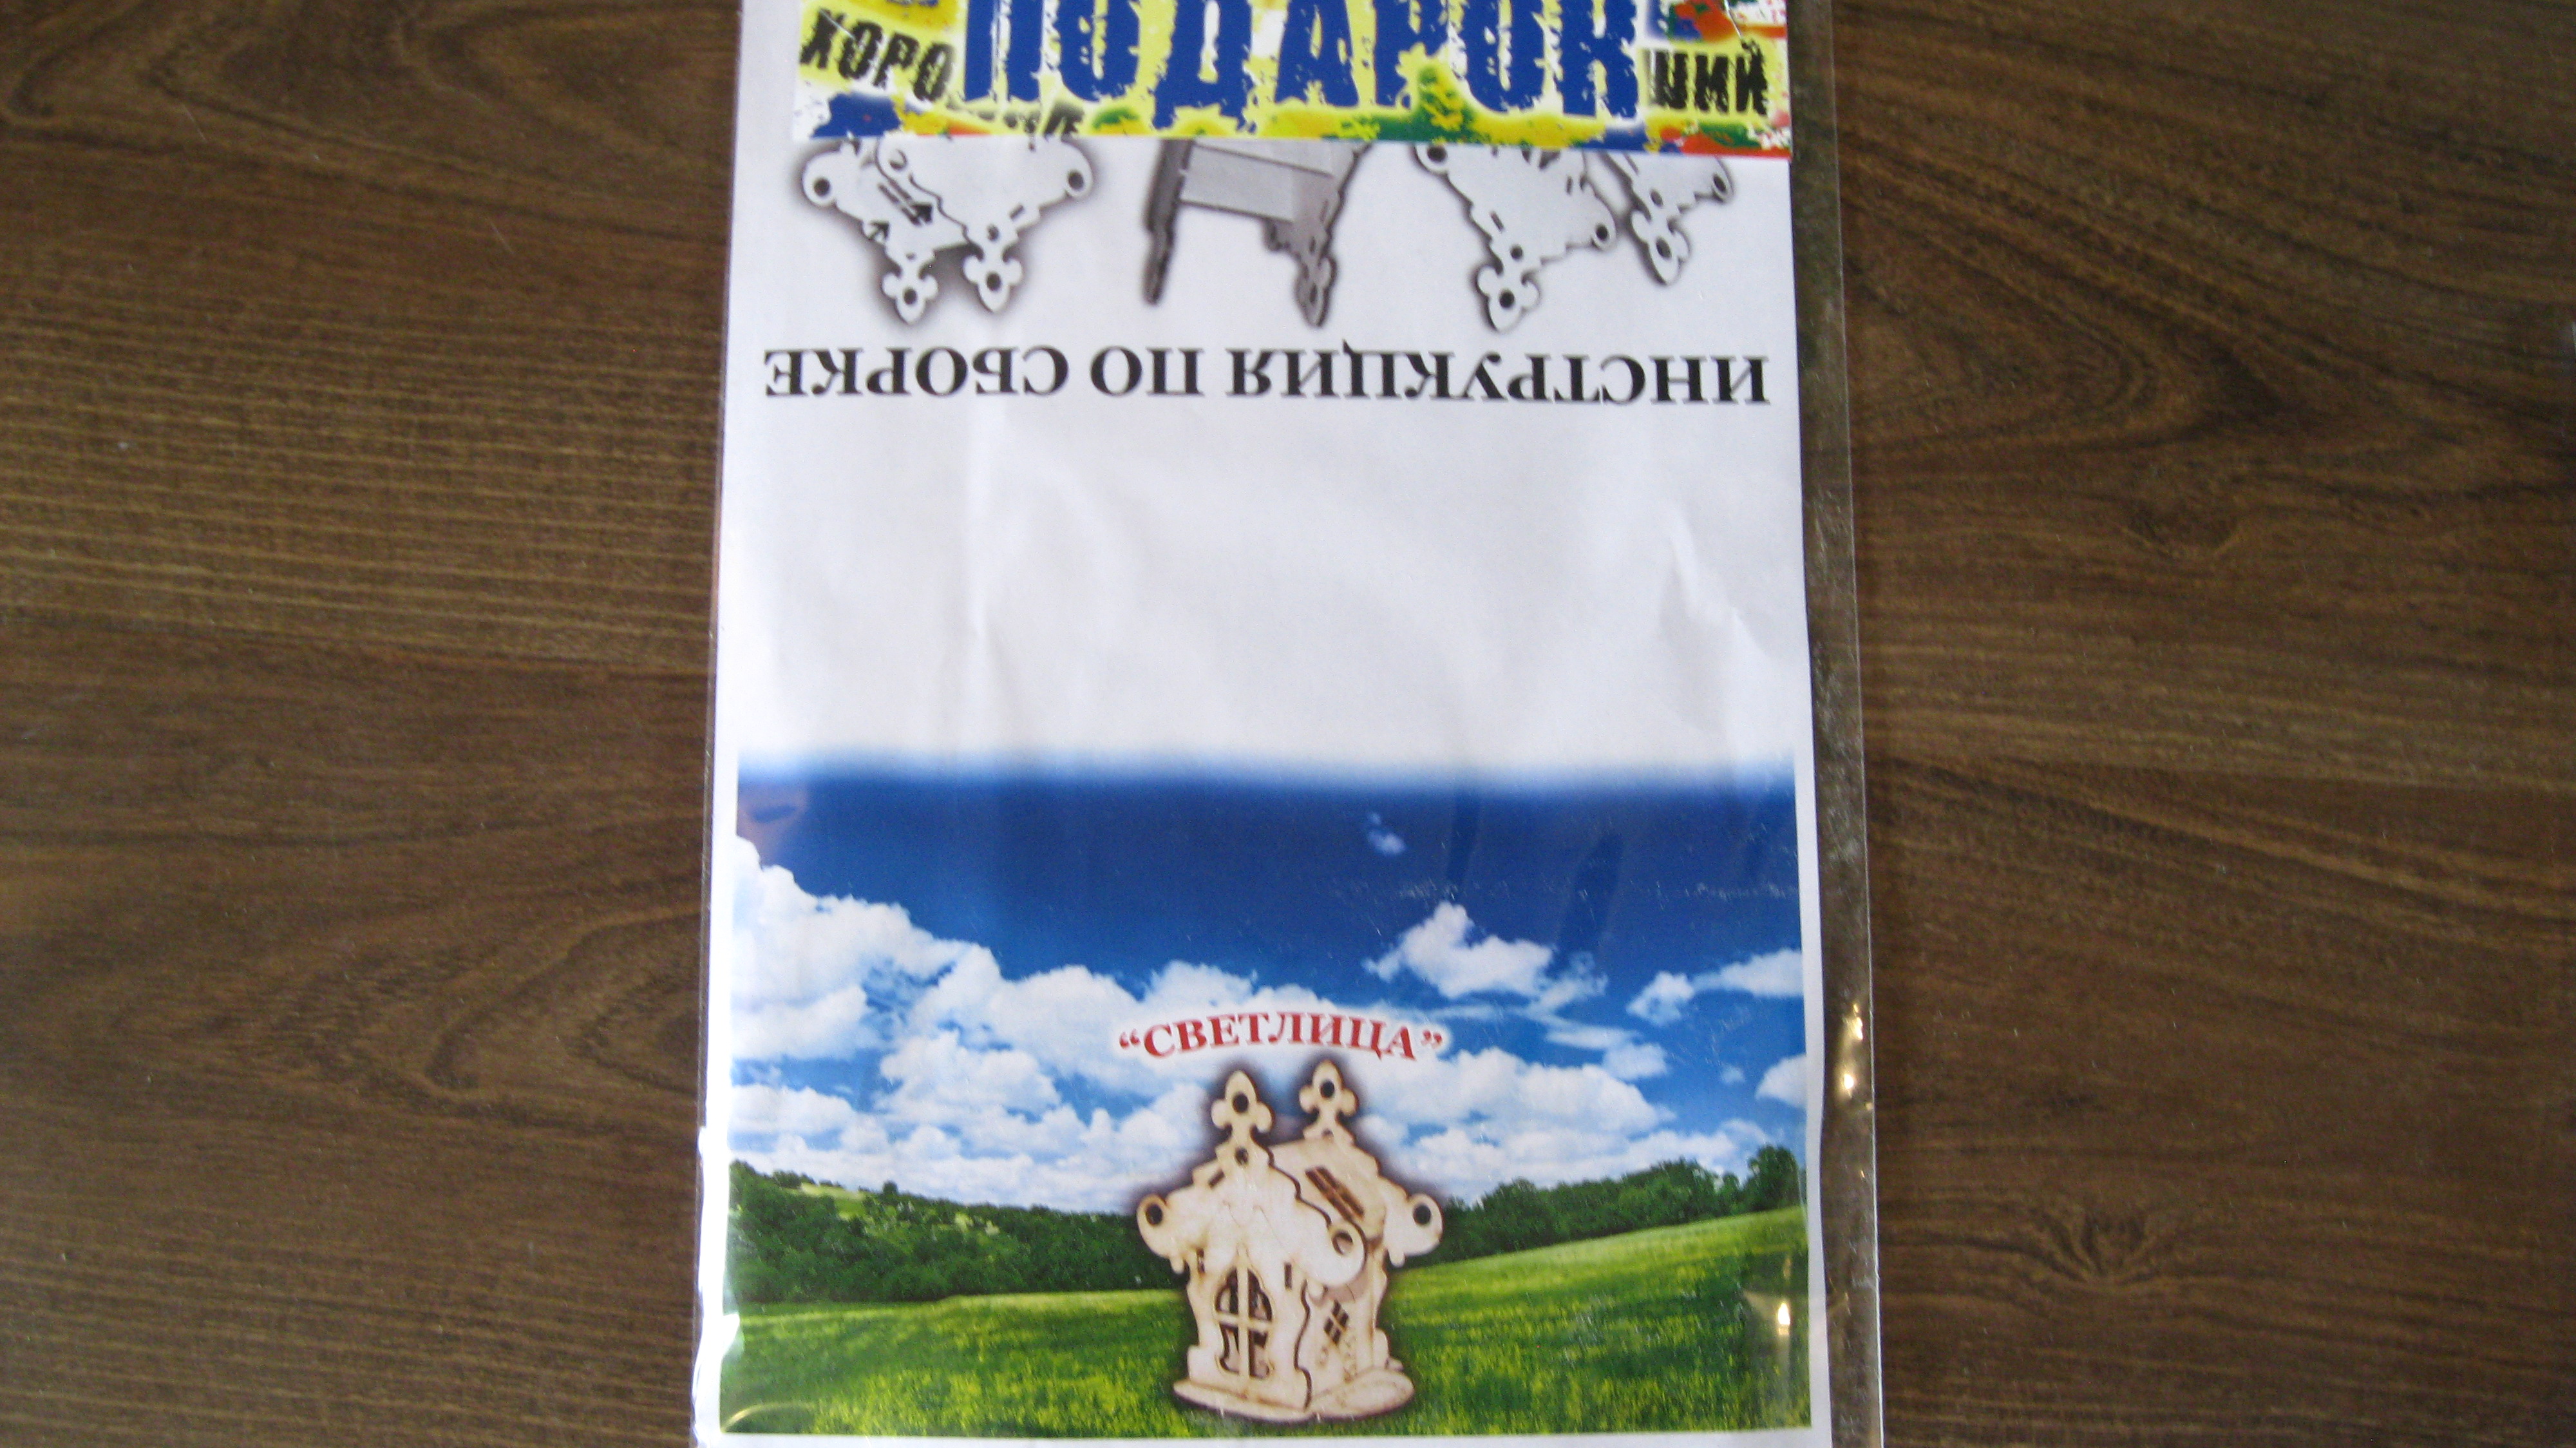 ПОДАРОК
ХОРО ШИЙ
ИНСТРУКЦИЯ ПО СБОРКЕ
“СВЕТЛИЦА”